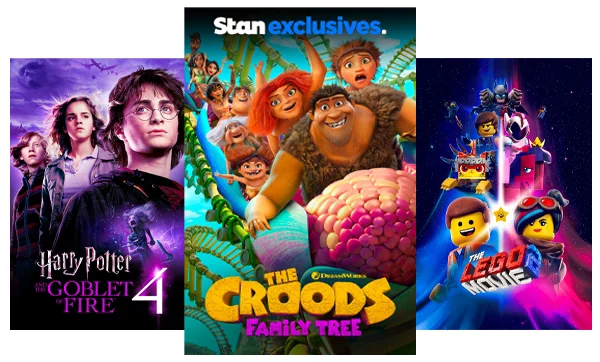 Stan exclusives.
Harry Potter
AND THE
GOBLET
OF
FIRE
4
DREAMWORKS
THE
CROODS
FAMILY TREE
THE
LEGO
MOVIE 2